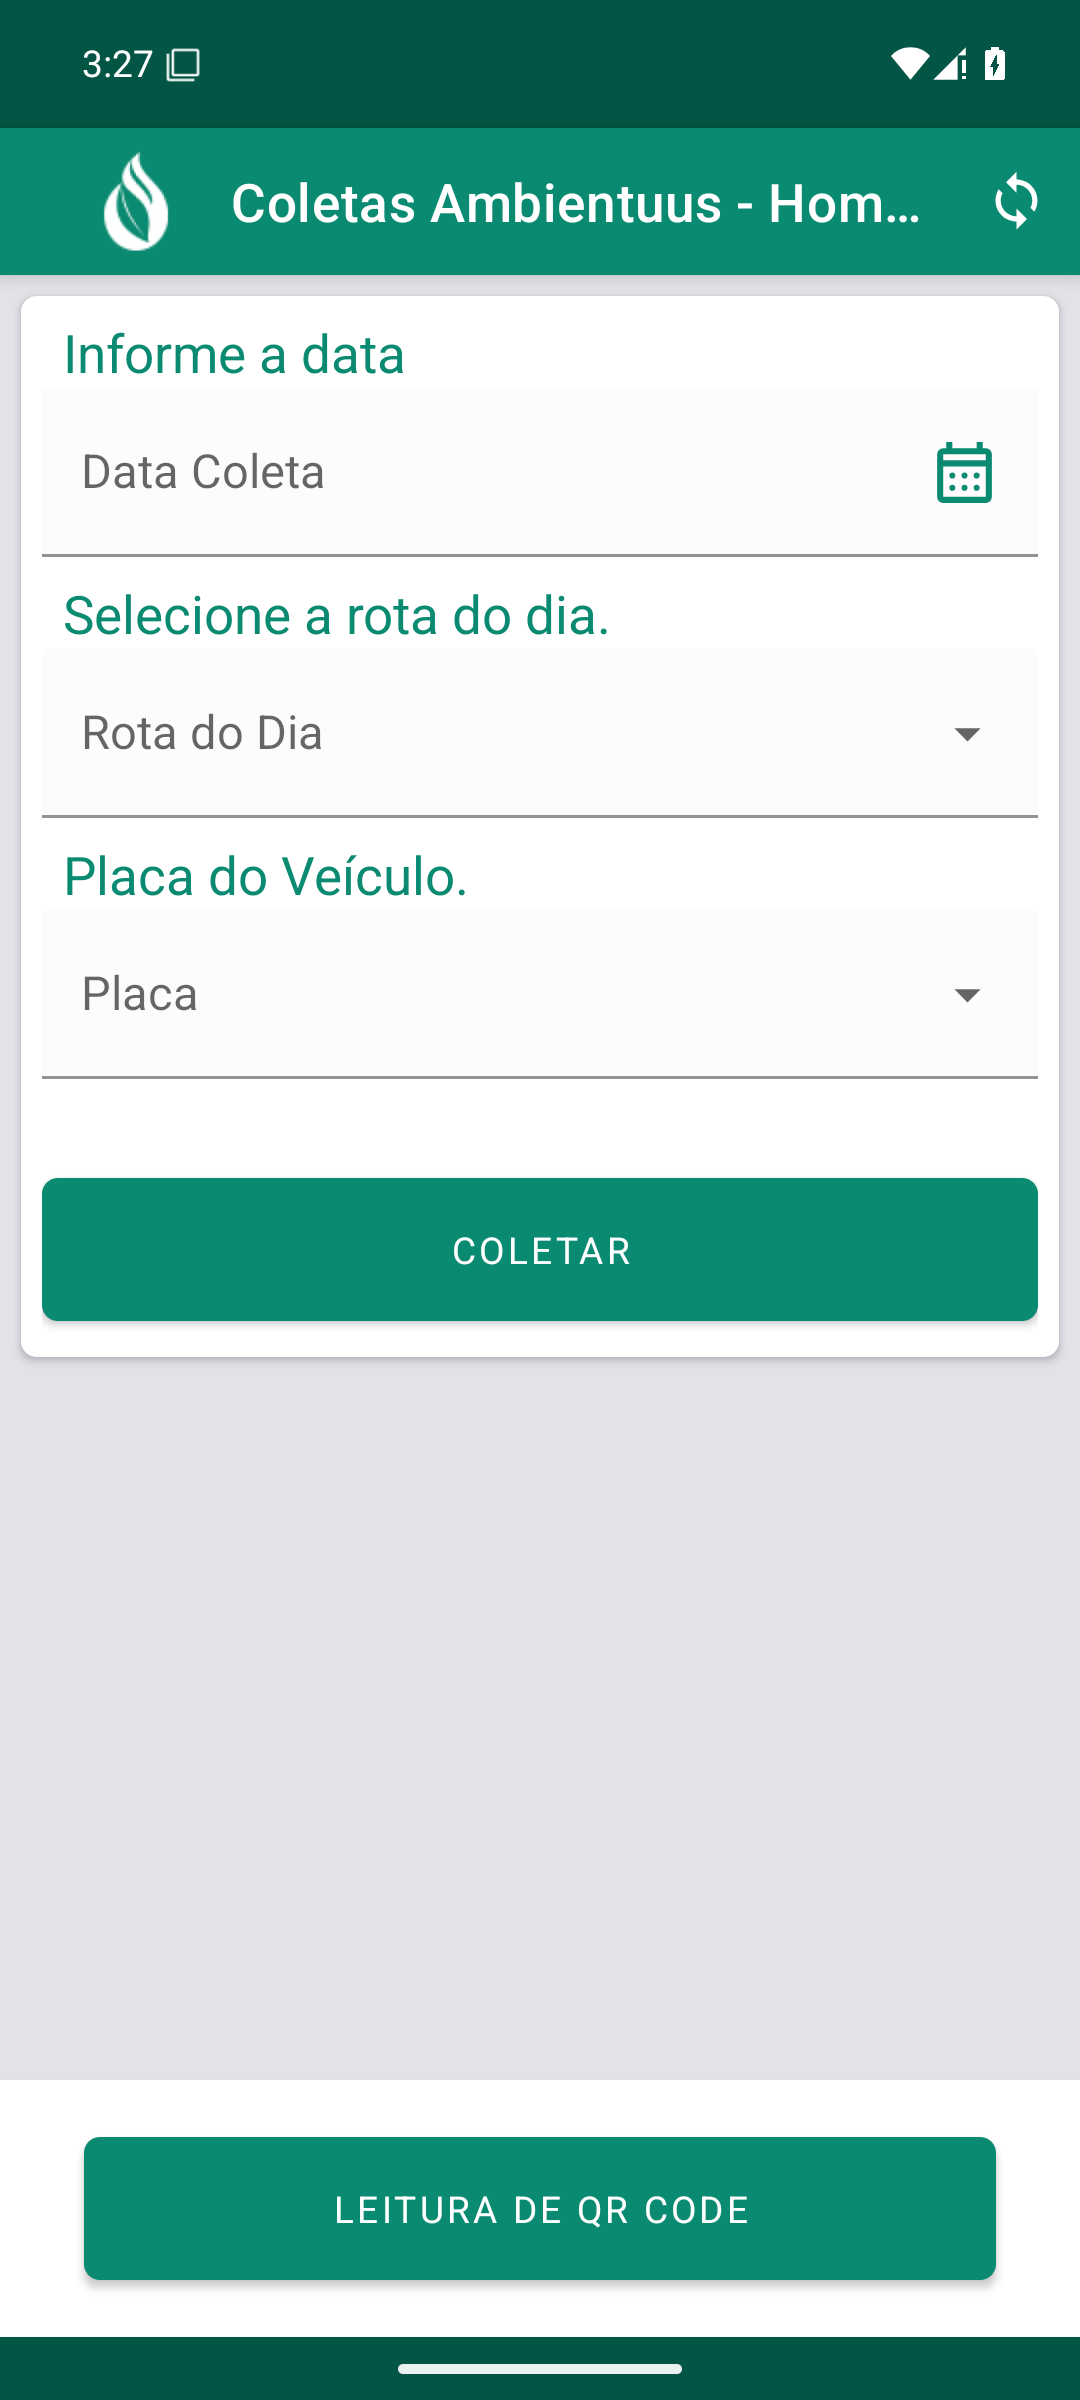 3:27
Coletas Ambientuus - Hom...
Informe a data
Data Coleta
Selecione a rota do dia.
Rota do Dia
Placa do Veículo.
Placa
COLETAR
LEITURA DE QR CODE